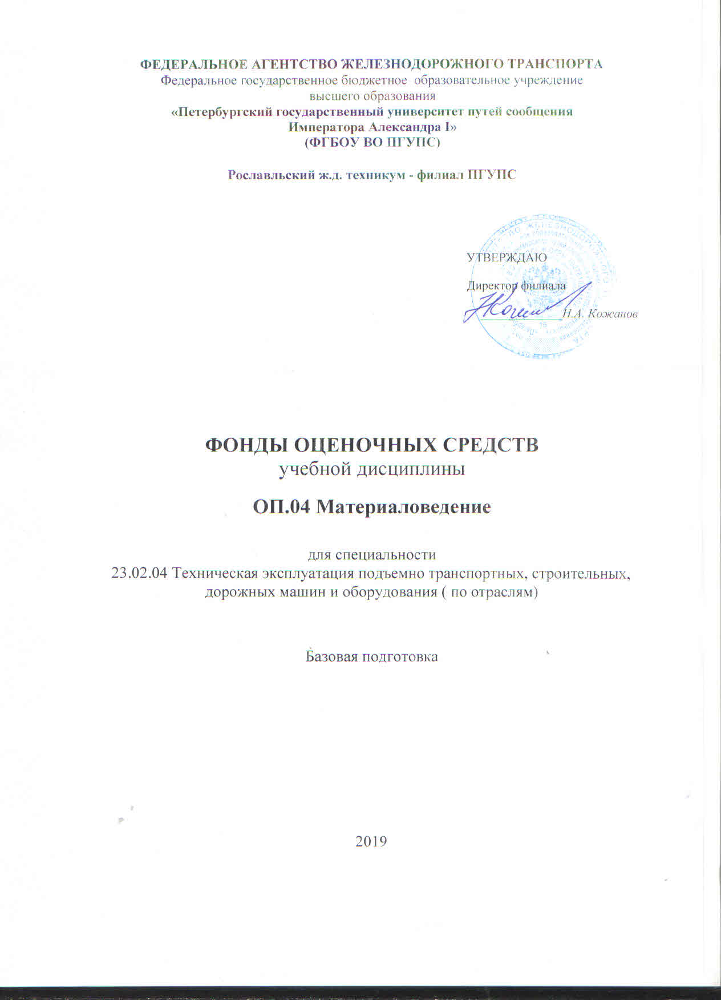 ФЕДЕРАЛЬНОЕ АГЕНТСТВО ЖЕЛЕЗНОДОРОЖНОГО ТРАНСПОРТА
Федеральное государственное бюджетное образовательное учреждение
высшего образования
«Петербургский государственный университет путей сообщения
Императора Александра I»
(ФГБОУ ВО ПГУПС)
Рославльский ж.д. техникум - филиал ПГУПС
УТВЕРЖДАЮ
Директор филиала
Н.А. Кожанов
ФОНДЫ ОЦЕНОЧНЫХ СРЕДСТВ
учебной дисциплины
ОП.04 Материаловедение
для специальности
23.02.04 Техническая эксплуатация подъемно транспортных, строительных,
дорожных машин и оборудования ( по отраслям)
Базовая подготовка
2019